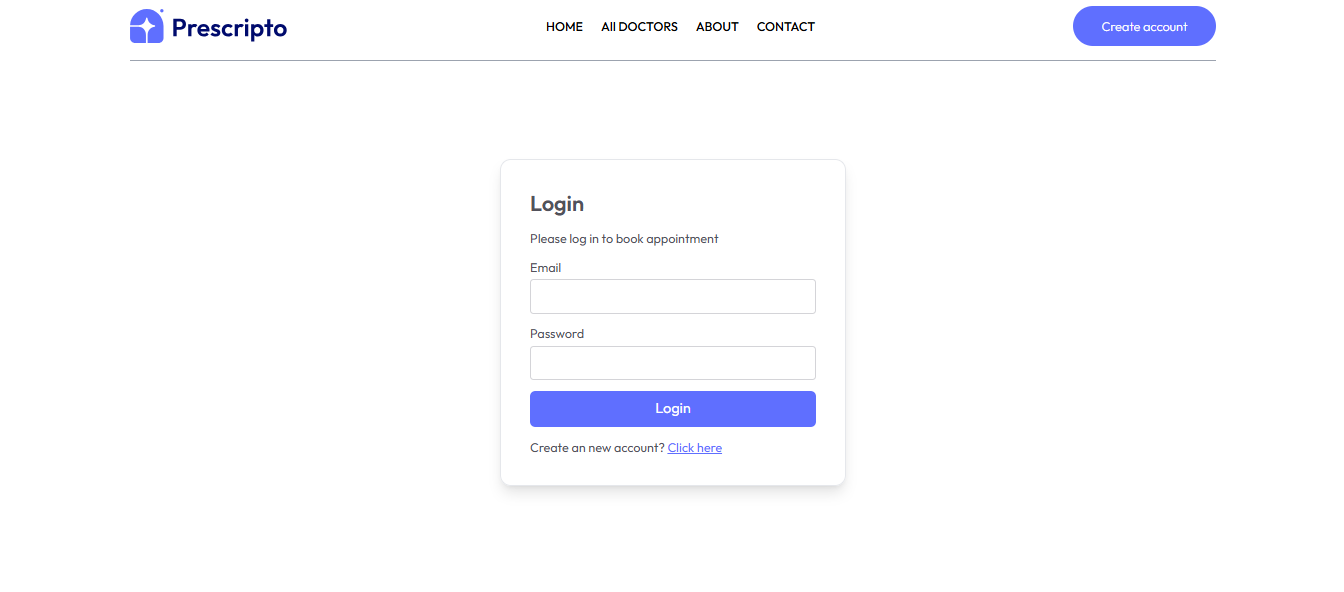 Prescripto
HOME All DOCTORS ABOUT CONTACT
Create account
Login
Please log in to book appointment
Email
Password
Login
Create an new account? Click here